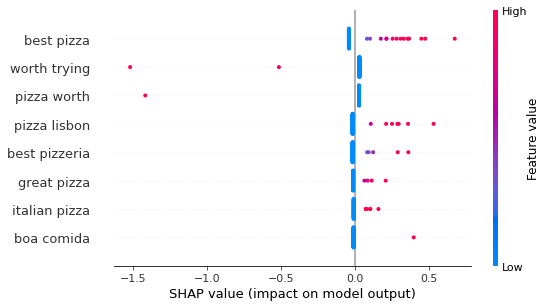 High
best pizza
worth trying
pizza worth
pizza lisbon
best pizzeria
great pizza
italian pizza
boa comida
Feature value
Low
−1.5 −1.0 −0.5 0.0 0.5
SHAP value (impact on model output)